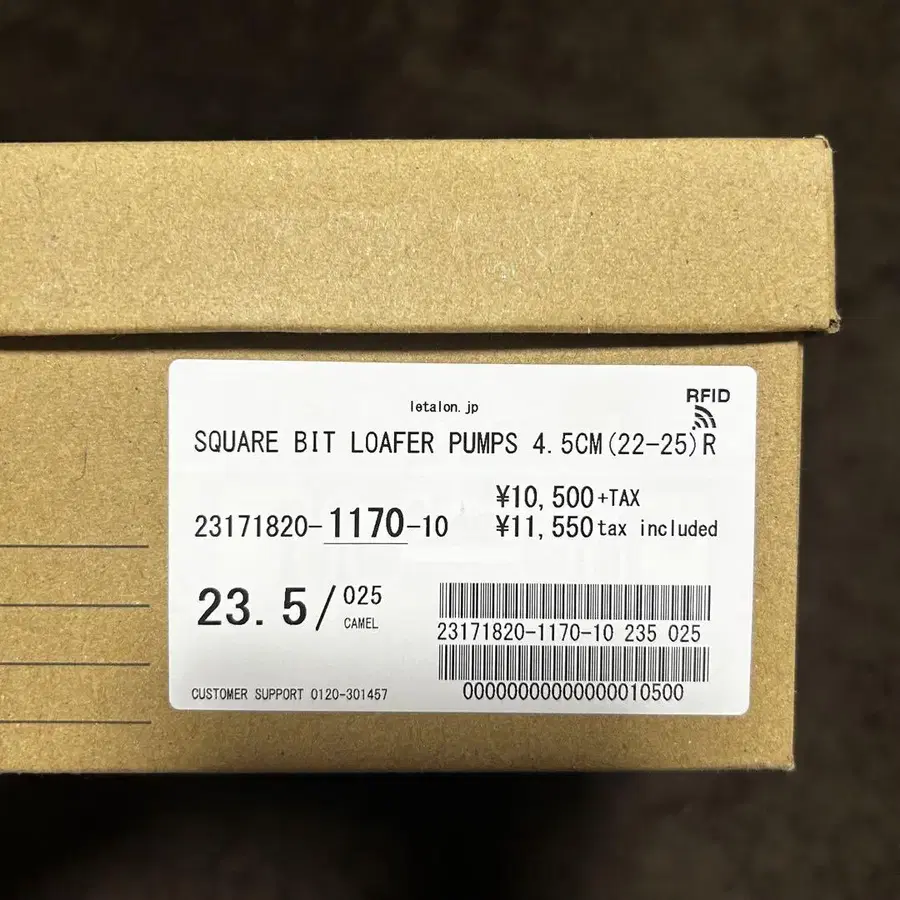 RFID
letalon.jp
SQUARE BIT LOAFER PUMPS 4.5CM(22-25)R
¥10,500+TAX
23171820-1170-10
¥11,550 tax included
23.5/025
CAMEL
23171820-1170-10 235 025
CUSTOMER SUPPORT 0120-301457
00000000000000010500